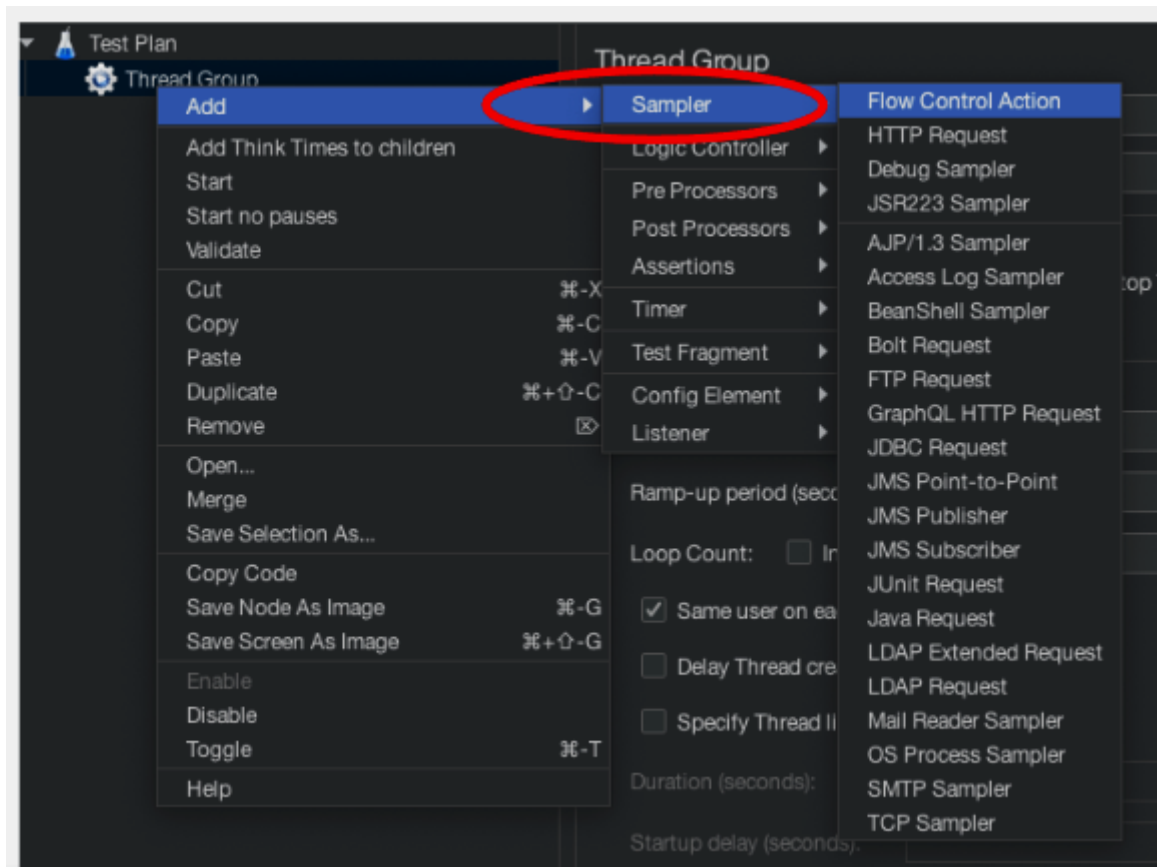 Test Plan
Thread Group
Thread Group
Add
Add Think Times to children
Start
Start no pauses
Validate
Cut ⌘-X
Copy ⌘-C
Paste ⌘-V
Duplicate ⌘+⇧-C
Remove ⌦
Open...
Merge
Save Selection As...
Copy Code
Save Node As Image ⌘-G
Save Screen As Image ⌘+⇧-G
Enable
Disable
Toggle ⌘-T
Help
Sampler
Logic Controller
Pre Processors
Post Processors
Assertions
Timer
Test Fragment
Config Element
Listener
Flow Control Action
HTTP Request
Debug Sampler
JSR223 Sampler
AJP/1.3 Sampler
Access Log Sampler
BeanShell Sampler
Bolt Request
FTP Request
GraphQL HTTP Request
JDBC Request
JMS Point-to-Point
JMS Publisher
JMS Subscriber
JUnit Request
Java Request
LDAP Extended Request
LDAP Request
Mail Reader Sampler
OS Process Sampler
SMTP Sampler
TCP Sampler
top
Ramp-up period (sec
Loop Count:
Same user on ea
Delay Thread cre
Specify Thread li
Duration (seconds):
Startup delay (seconds):